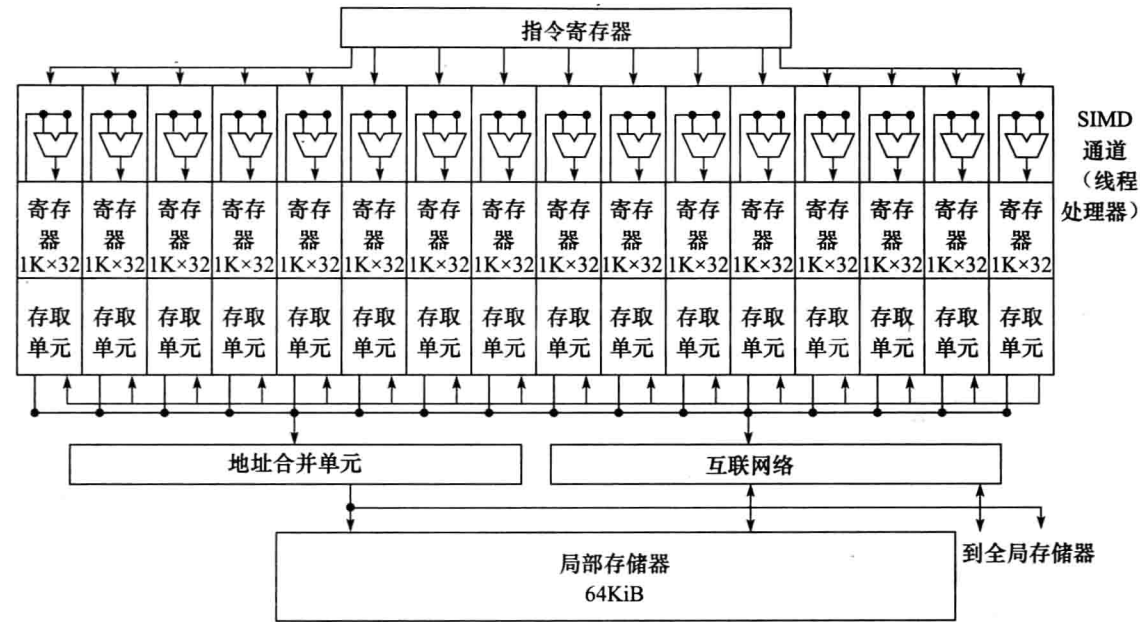 指令寄存器
寄存 寄存 寄存 寄存 寄存 寄存 寄存 寄存 寄存 寄存 寄存 寄存 寄存 寄存 寄存 寄存
器 器 器 器 器 器 器 器 器 器 器 器 器 器 器 器
1K×32 1K×32 1K×32 1K×32 1K×32 1K×32 1K×32 1K×32 1K×32 1K×32 1K×32 1K×32 1K×32 1K×32 1K×32 1K×32
存取 存取 存取 存取 存取 存取 存取 存取 存取 存取 存取 存取 存取 存取 存取 存取
单元 单元 单元 单元 单元 单元 单元 单元 单元 单元 单元 单元 单元 单元 单元 单元
SIMD
通道
（线程
处理器）
地址合并单元
互联网络
到全局存储器
局部存储器
64KiB